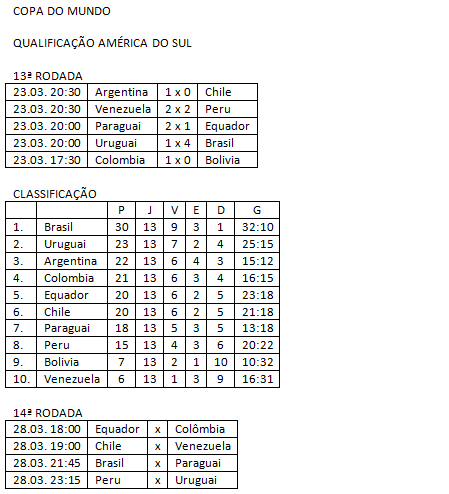 COPA DO MUNDO
QUALIFICAÇÃO AMÉRICA DO SUL
13ª RODADA
23.03. 20:30 Argentina 1 x 0 Chile
23.03. 20:30 Venezuela 2 x 2 Peru
23.03. 20:00 Paraguai 2 x 1 Equador
23.03. 20:00 Uruguai 1 x 4 Brasil
23.03. 17:30 Colombia 1 x 0 Bolivia
CLASSIFICAÇÃO
P J V E D G
1. Brasil 30 13 9 3 1 32:10
2. Uruguai 23 13 7 2 4 25:15
3. Argentina 22 13 6 4 3 15:12
4. Colombia 21 13 6 3 4 16:15
5. Equador 20 13 6 2 5 23:18
6. Chile 20 13 6 2 5 21:18
7. Paraguai 18 13 5 3 5 13:18
8. Peru 15 13 4 3 6 20:22
9. Bolivia 7 13 2 1 10 10:32
10. Venezuela 6 13 1 3 9 16:31
14ª RODADA
28.03. 18:00 Equador x Colômbia
28.03. 19:00 Chile x Venezuela
28.03. 21:45 Brasil x Paraguai
28.03. 23:15 Peru x Uruguai